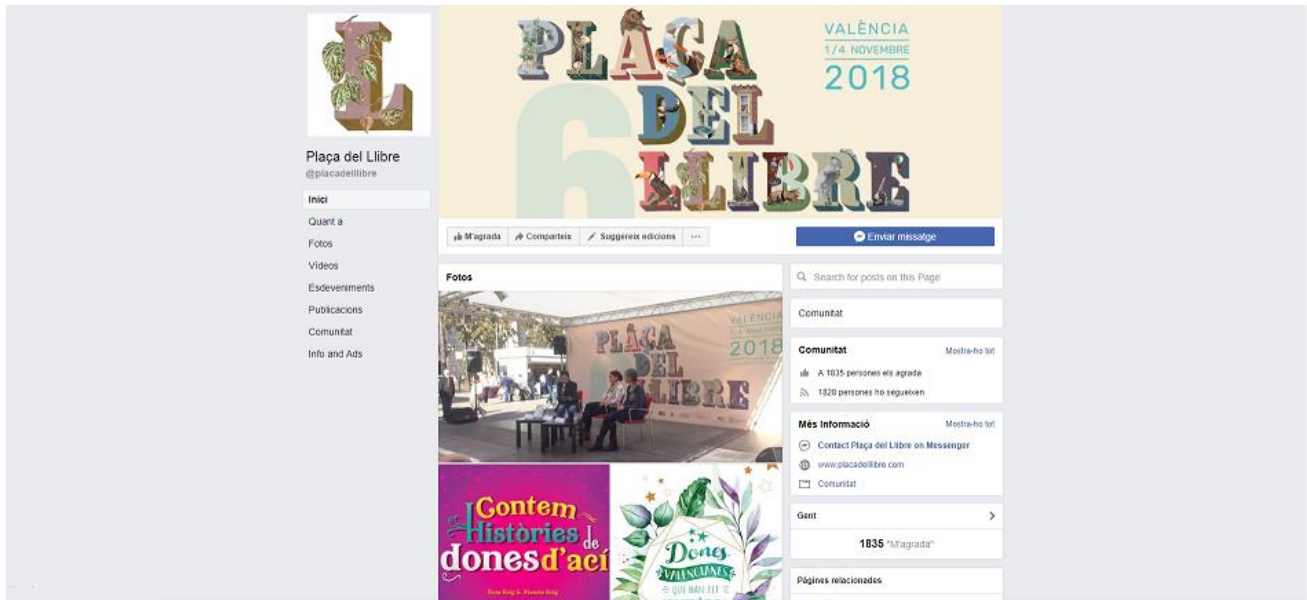 PLAÇA
DEL
LLIBRE
6
VALÈNCIA
1/4 NOVEMBRE
2018
Plaça del Llibre
@placadelllibre
Inici
Quant a
Fotos
Vídeos
Esdeveniments
Publicacions
Comunitat
Info and Ads
M'agrada
Comparteix
Suggereix edicions
...
Enviar missatge
Fotos
VALÈNCIA
2018
PLAÇA
DEL
LLIBRE
Contem
Històries de
dones d'ací
Dones
VALENCIANES
QUE HAN FET
Search for posts on this Page
Comunitat
Comunitat
Mostra-ho tot
A 1835 persones els agrada
1828 persones ho segueixen
Més Informació
Mostra-ho tot
Contact Plaça del Llibre on Messenger
www.placadellibre.com
Comunitat
Gent
1835 "M'agrada"
Pàgines relacionades